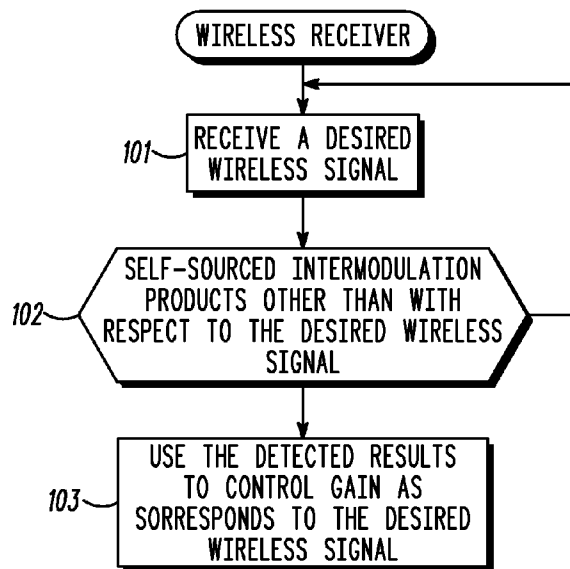 WIRELESS RECEIVER
101
RECEIVE A DESIRED
WIRELESS SIGNAL
102
SELF-SOURCED INTERMODULATION
PRODUCTS OTHER THAN WITH
RESPECT TO THE DESIRED WIRELESS
SIGNAL
103
USE THE DETECTED RESULTS
TO CONTROL GAIN AS
SORRESPONDS TO THE DESIRED
WIRELESS SIGNAL